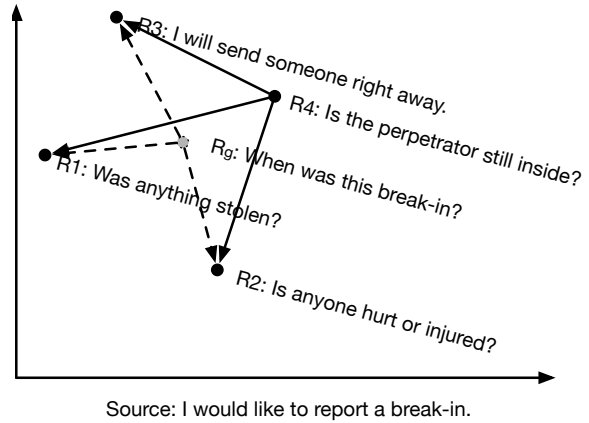 R3: I will send someone right away.
R4: Is the perpetrator still inside?
Rg: When was this break-in?
R1: Was anything stolen?
R2: Is anyone hurt or injured?
Source: I would like to report a break-in.